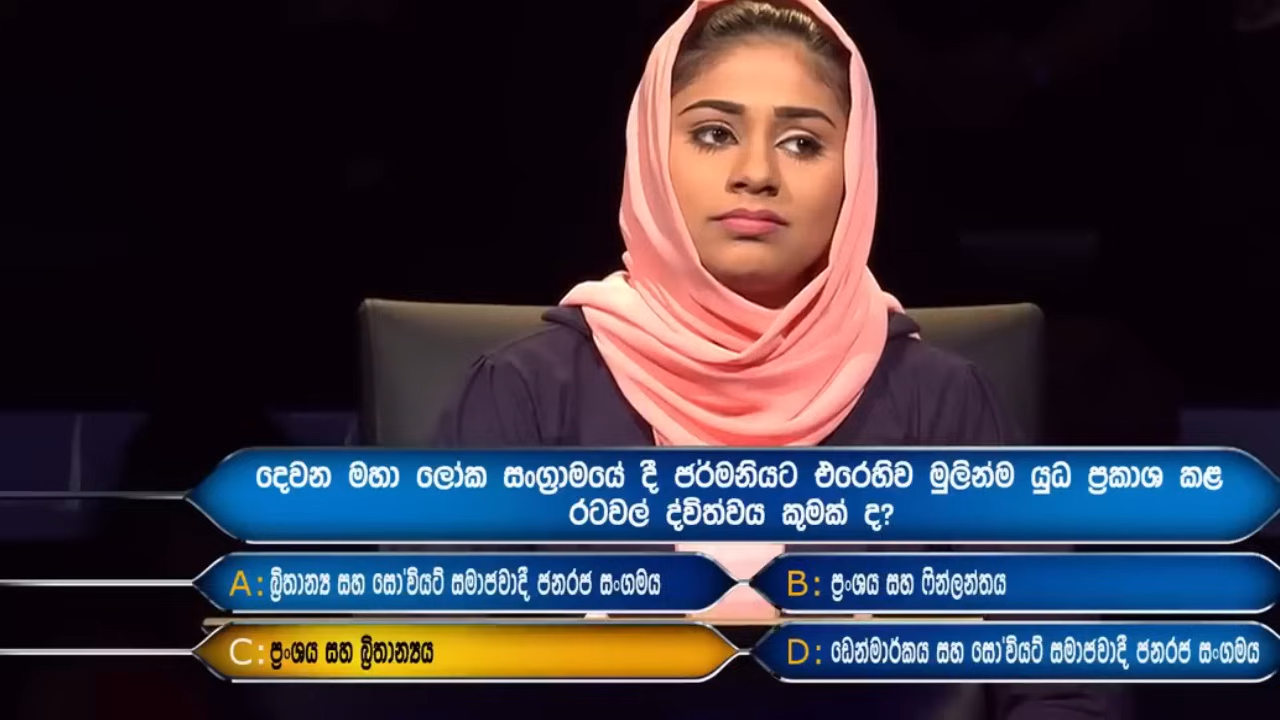 දෙවන මහා ලෝක සංග්‍රාමයේ දී ජර්මනියට එරෙහිව මුලින්ම යුධ ප්‍රකාශ කළ
රටවල් ද්විත්වය කුමක් ද?
A: බ්‍රිතාන්‍ය සහ සෝ'වියට් සමාජවාදී ජනරජ සංගමය
B: ප්‍රංශය සහ ෆින්ලන්තය
C: ප්‍රංශය සහ බ්‍රිතාන්‍යය
D: ඩෙන්මාර්කය සහ සෝ'වියට් සමාජවාදී ජනරජ සංගමය